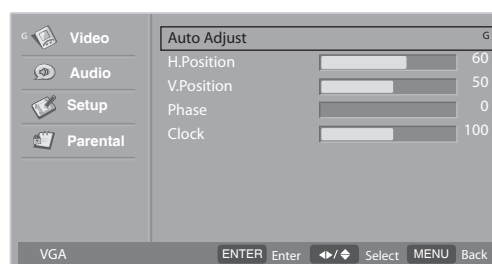 G Video
Audio
Setup
Parental
Auto Adjust G
H.Position 60
V.Position 50
Phase 0
Clock 100
VGA ENTER Enter / Select MENU Back